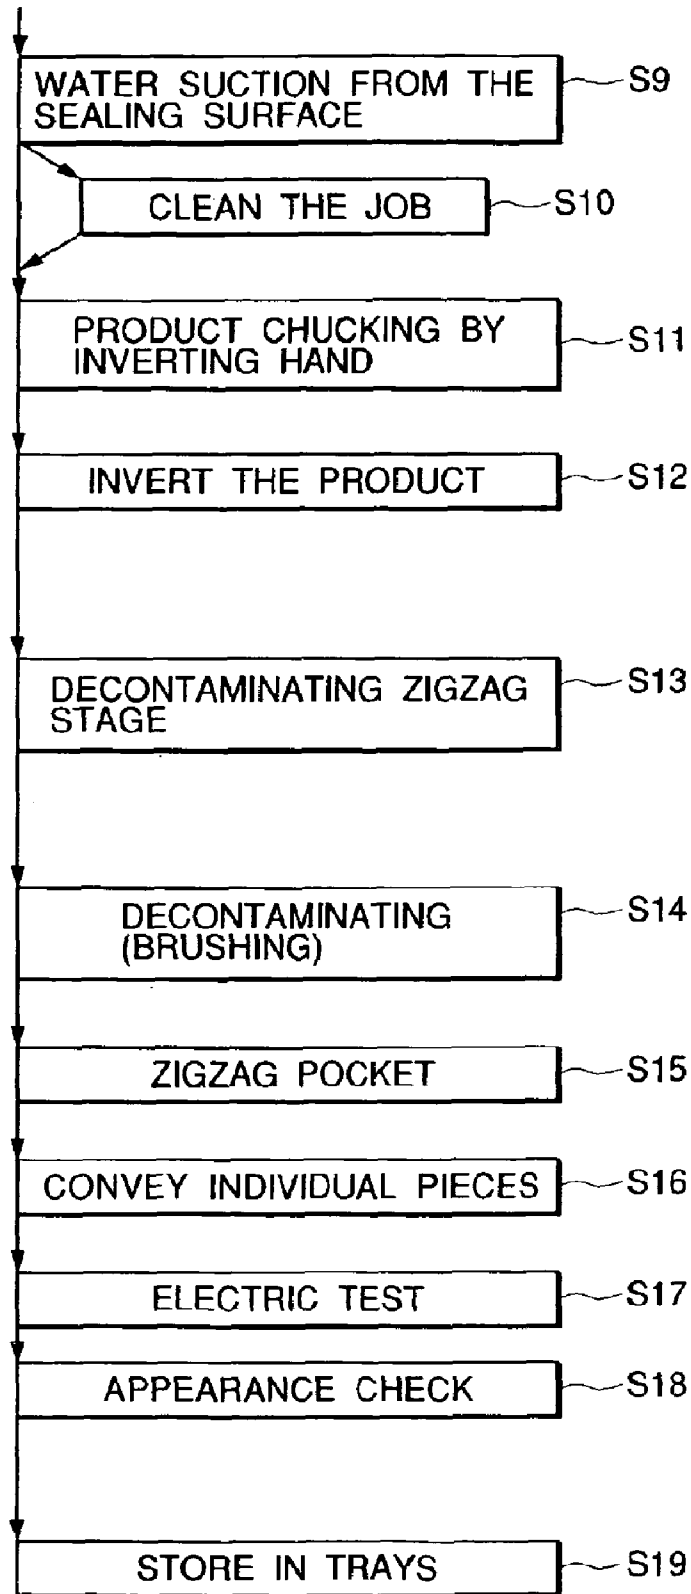 WATER SUCTION FROM THE
SEALING SURFACE
S9
CLEAN THE JOB
S10
PRODUCT CHUCKING BY
INVERTING HAND
S11
INVERT THE PRODUCT
S12
DECONTAMINATING ZIGZAG
STAGE
S13
DECONTAMINATING
(BRUSHING)
S14
ZIGZAG POCKET
S15
CONVEY INDIVIDUAL PIECES
S16
ELECTRIC TEST
S17
APPEARANCE CHECK
S18
STORE IN TRAYS
S19